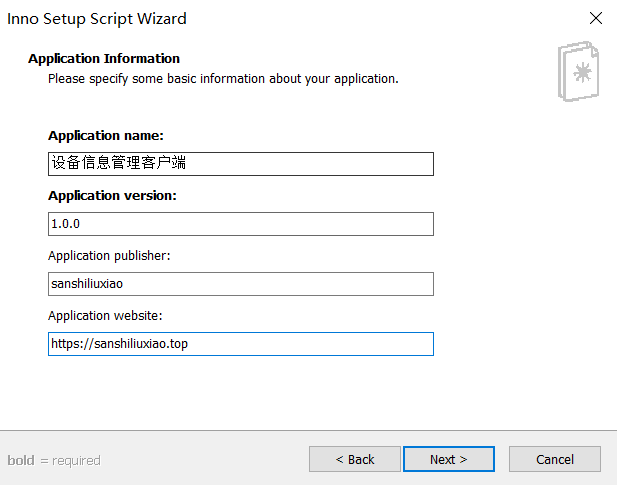 Inno Setup Script Wizard
Application Information
Please specify some basic information about your application.
Application name:
设备信息管理客户端
Application version:
1.0.0
Application publisher:
sanshiliuxiao
Application website:
https://sanshiliuxiao.top
bold = required
< Back
Next >
Cancel